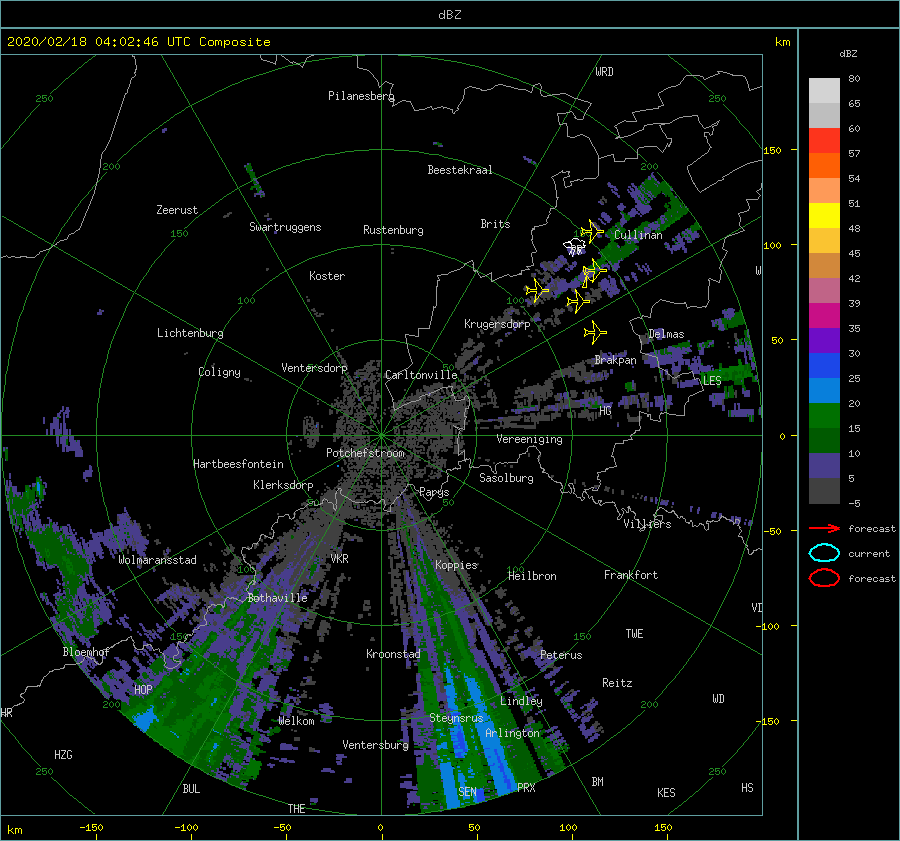 dBZ
2020/02/18 04:02:46 UTC Composite
km
dBZ
WRD
250
Pilanesberg
250
80
65
60
57
54
51
48
45
42
39
35
30
25
20
15
10
5
-5
150
200
Beestekraal
200
Zeerust
150
Swartruggens
Rustenburg
Brits
150
Cullinan
100
W
Koster
100
100
Krugersdorp
Lichtenburg
Delmas
50
Coligny
Ventersdorp
50
Carltonville
Brakpan
LES
HG
0
Vereeniging
Potchefstroom
Hartbeesfontein
Klerksdorp
Sasolburg
Parys
50
50
Villiers
-50
forecast
current
forecast
Wolmaransstad
VKR
100
Koppies
100
Heilbron
Frankfort
Bothaville
VI
-100
150
150
TWE
Bloemhof
Kroonstad
Peterus
HOP
Reitz
WD
200
Lindley
200
HR
Welkom
Steynsrus
-150
Arlington
HZG
Ventersburg
250
250
BUL
SEN
PRX
BM
KES
HS
THE
km
-150
-100
-50
0
50
100
150